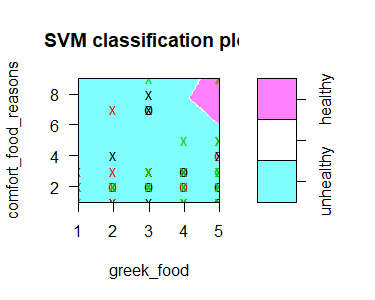 SVM classification plo
comfort_food_reasons
8
6
4
2
1 2 3 4 5
greek_food
healthy
unhealthy